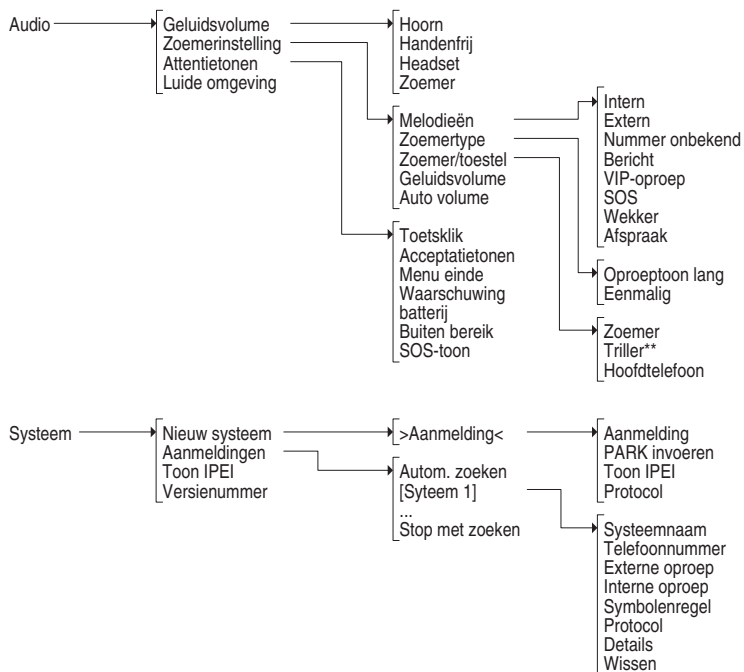 Audio
Geluidsvolume
Zoemerinstelling
Attentietonen
Luide omgeving
Hoorn
Handenfrij
Headset
Zoemer
Melodieën
Zoemertype
Zoemer/toestel
Geluidsvolume
Auto volume
Toetsklik
Acceptatietonen
Menu einde
Waarschuwing
batterij
Buiten bereik
SOS-toon
Intern
Extern
Nummer onbekend
Bericht
VIP-oproep
SOS
Wekker
Afspraak
Oproeptoon lang
Eenmalig
Zoemer
Triller**
Hoofdtelefoon
Systeem
Nieuw systeem
Aanmeldingen
Toon IPEI
Versienummer
>Aanmelding<
Autom. zoeken
[Syteem 1]
...
Stop met zoeken
Aanmelding
PARK invoeren
Toon IPEI
Protocol
Systeemnaam
Telefoonnummer
Externe oproep
Interne oproep
Symbolenregel
Protocol
Details
Wissen